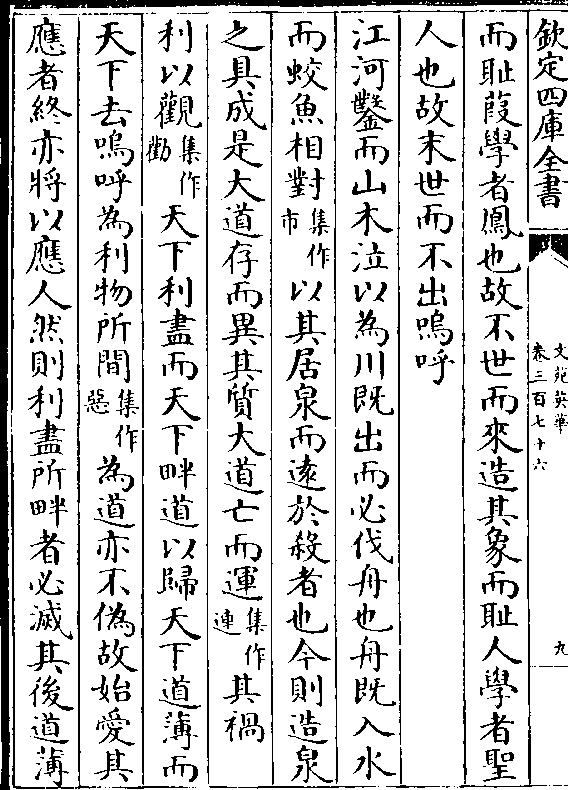 欽定四庫全書
文苑英華
卷三百七十六
九
而耻葭學者鳳也故不世而來造其象而耻人學者聖
人也故末世而不出嗚呼
江河鑿而山木泣以為川既出而必伐舟也舟既入水
而蛟魚相對集作市以其居泉而遠於殺者也今則造泉
之具成是大道存而異其質大道亡而運集作連其禍
利以觀集作勸天下利盡而天下畔道以歸天下道薄而
天下去嗚呼為利物所間集作惡為道亦不偽故始愛其
應者終亦將以應人然則利盡所畔者必滅其後道薄